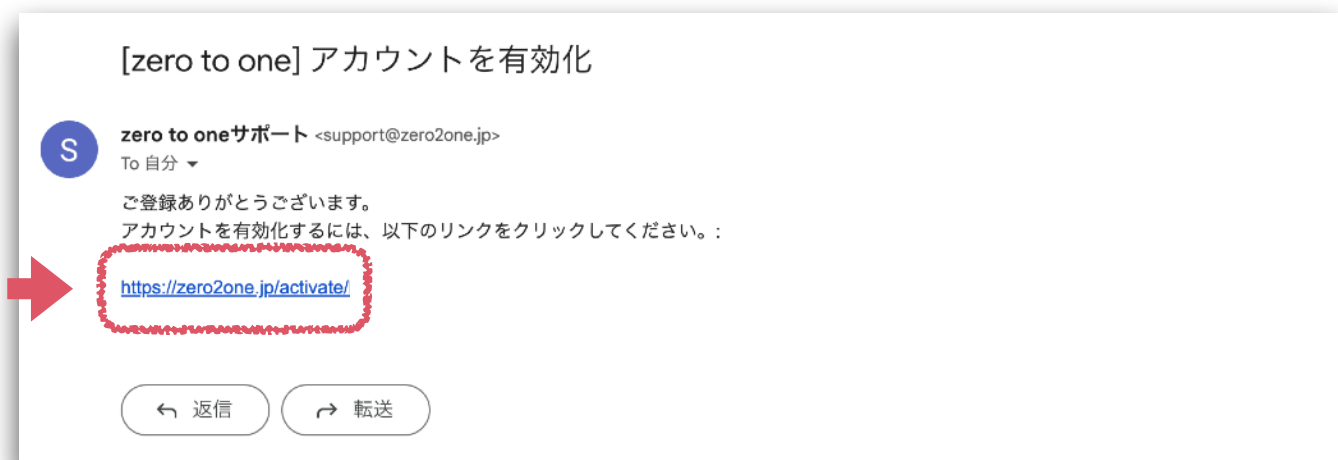 [zero to one] アカウントを有効化
S
zero to oneサポート <support@zero2one.jp>
To 自分
ご登録ありがとうございます。
アカウントを有効化するには、以下のリンクをクリックしてください。:
https://zero2one.jp/activate/
返信
転送